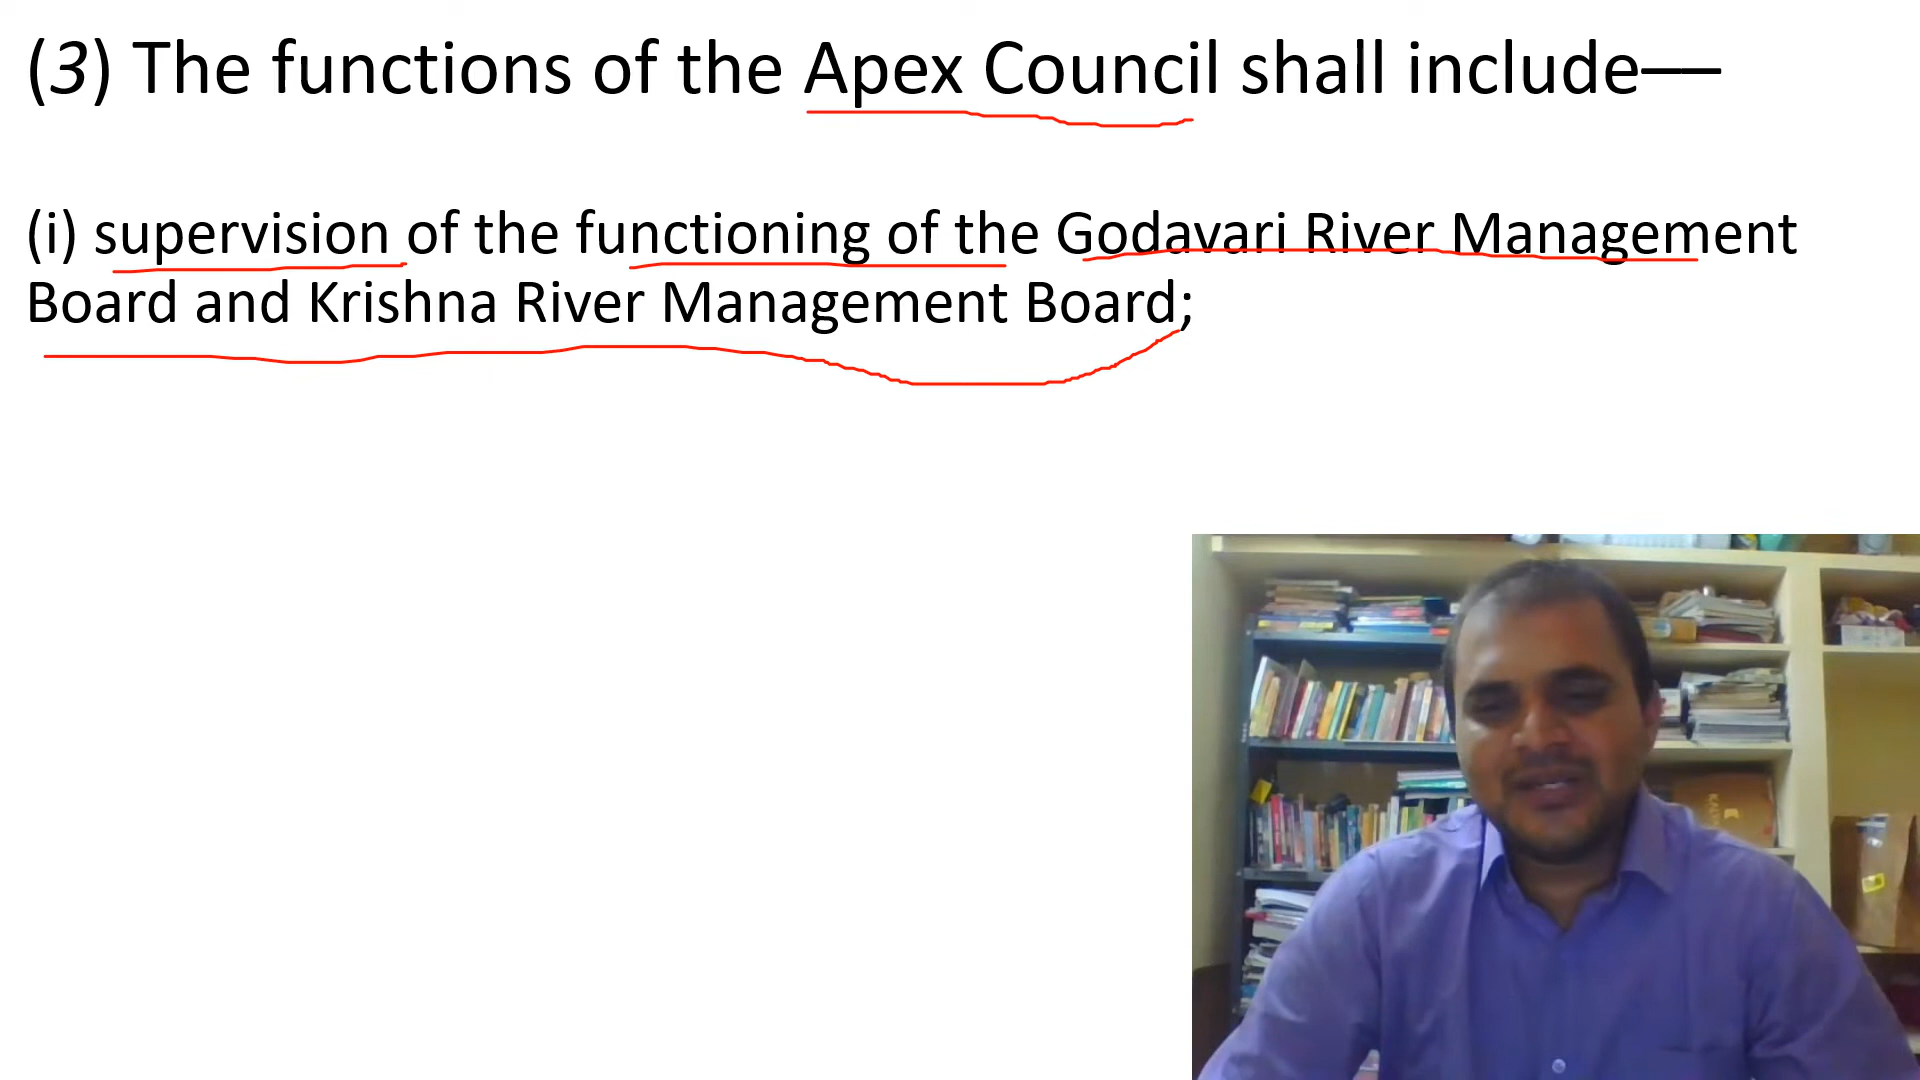 (3) The functions of the Apex Council shall include—–
(i) supervision of the functioning of the Godavari River Management
Board and Krishna River Management Board;